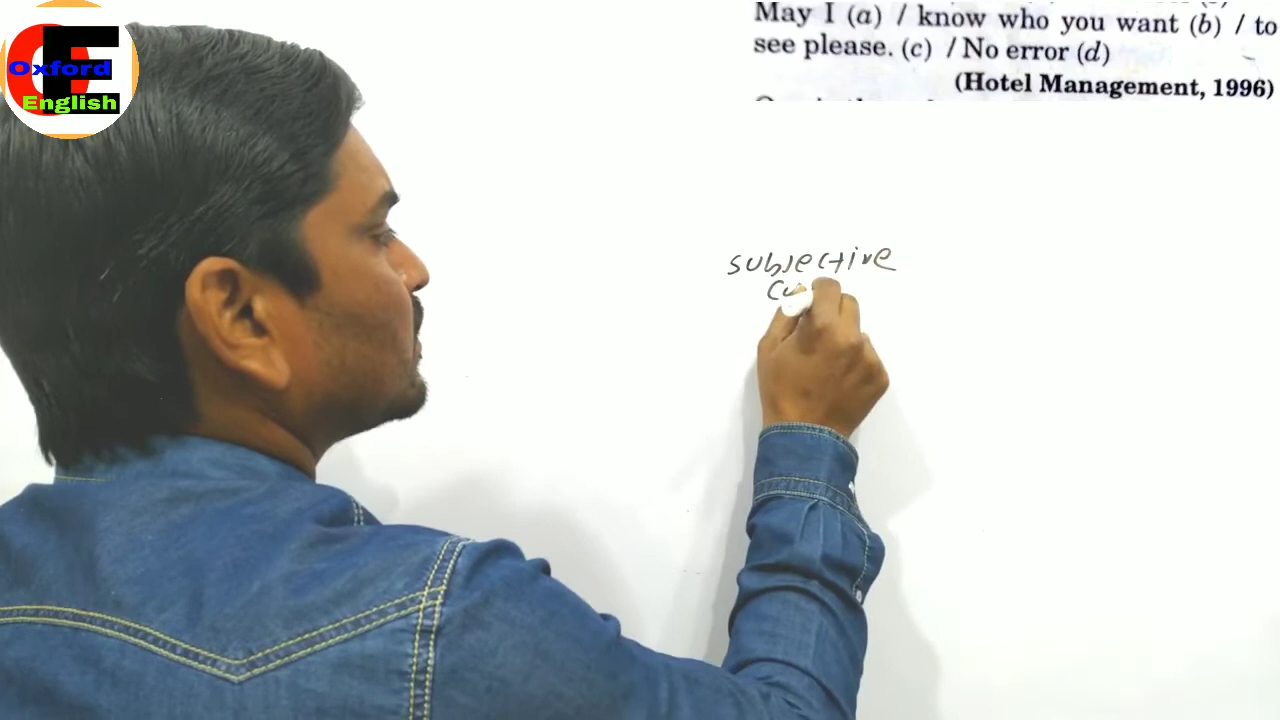 Oxford
English
May I (a) / know who you want (b) / to
see please. (c) / No error (d)
(Hotel Management, 1996)
subjective